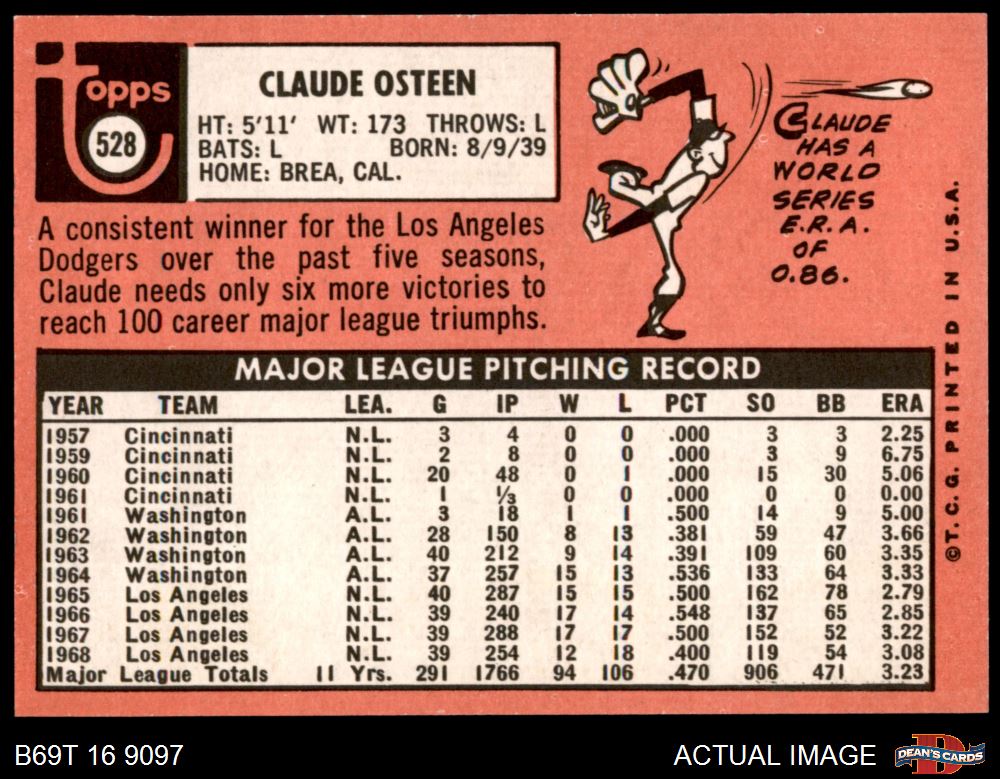 Topps
528
CLAUDE OSTEEN
HT: 5'11' WT: 173 THROWS: L
BATS: L BORN: 8/9/39
HOME: BREA, CAL.
A consistent winner for the Los Angeles
Dodgers over the past five seasons,
Claude needs only six more victories to
reach 100 career major league triumphs.
CLAUDE
HAS A
WORLD
SERIES
E.R.A.
OF
0.86.
MAJOR LEAGUE PITCHING RECORD
YEAR TEAM LEA. G IP W L PCT SO BB ERA
1957 Cincinnati N.L. 3 4 0 0 .000 3 3 2.25
1959 Cincinnati N.L. 2 8 0 0 .000 3 9 6.75
1960 Cincinnati N.L. 20 48 0 1 .000 15 30 5.06
1961 Cincinnati N.L. 1 ⅓ 0 0 .000 0 0 0.00
1961 Washington A.L. 3 18 1 1 .500 14 9 5.00
1962 Washington A.L. 28 150 8 13 .381 59 47 3.66
1963 Washington A.L. 40 212 9 14 .391 109 60 3.35
1964 Washington A.L. 37 257 15 13 .536 133 64 3.33
1965 Los Angeles N.L. 40 287 15 15 .500 162 78 2.79
1966 Los Angeles N.L. 39 240 17 14 .548 137 65 2.85
1967 Los Angeles N.L. 39 288 17 17 .500 152 52 3.22
1968 Los Angeles N.L. 39 254 12 18 .400 119 54 3.08
Major League Totals 11 Yrs. 291 1766 94 106 .470 906 471 3.23
©T.C.G. PRINTED IN U.S.A.
B69T 16 9097
ACTUAL IMAGE
D
DEAN'S CARDS